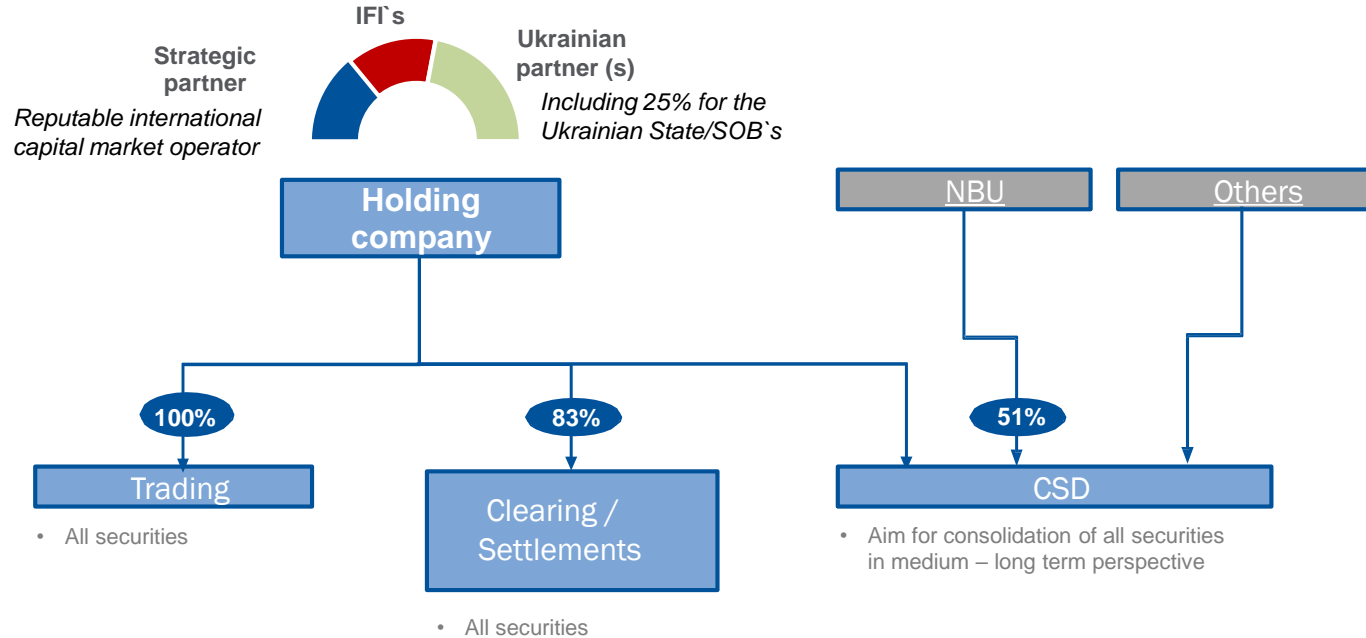 IFI`s
Strategic
partner
Reputable international
capital market operator
Ukrainian
partner (s)
Including 25% for the
Ukrainian State/SOB`s
Holding
company
NBU
Others
100%
83%
51%
Trading
• All securities
Clearing /
Settlements
• All securities
CSD
• Aim for consolidation of all securities
in medium – long term perspective